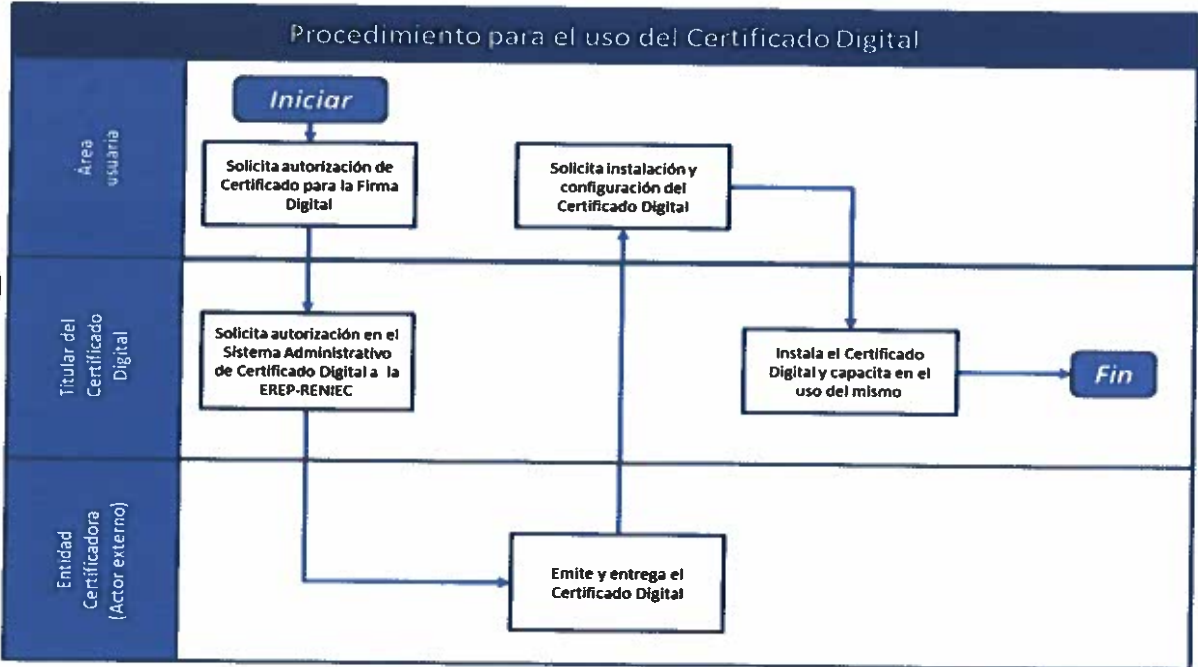 Procedimiento para el uso del Certificado Digital
Área
usuaria
Iniciar
Solicita autorización de
Certificado para la Firma
Digital
Solicita instalación y
configuración del
Certificado Digital
Titular del
Certificado
Digital
Solicita autorización en el
Sistema Administrativo
de Certificado Digital a la
EREP-RENIEC
Instala el Certificado
Digital y capacita en el
uso del mismo
Fin
Entidad
Certificadora
(Actor externo)
Emite y entrega el
Certificado Digital